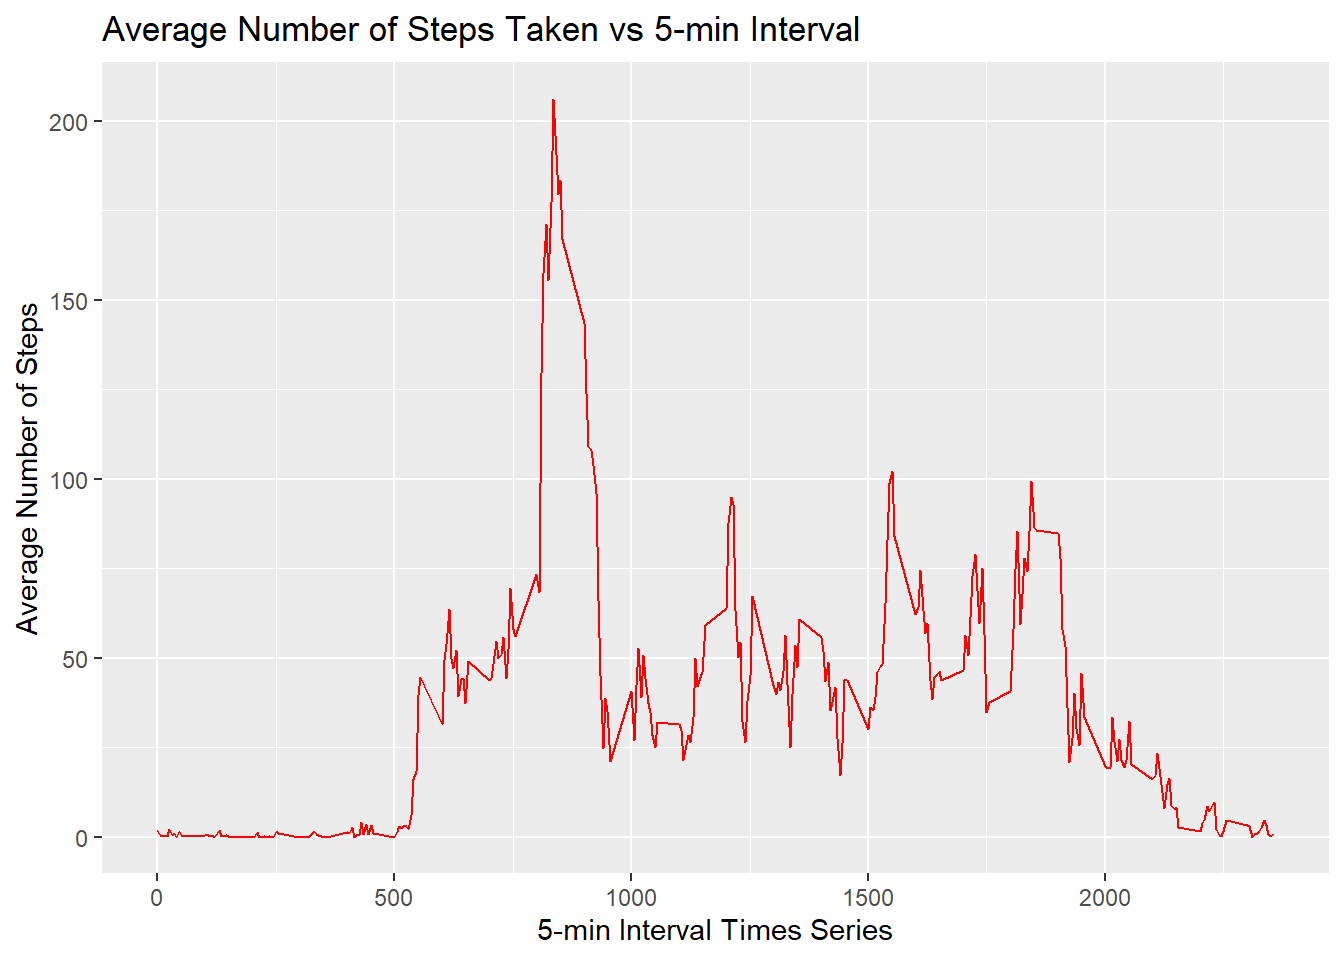 Average Number of Steps Taken vs 5-min Interval
Average Number of Steps
200
150
100
50
0
0 500 1000 1500 2000
5-min Interval Times Series